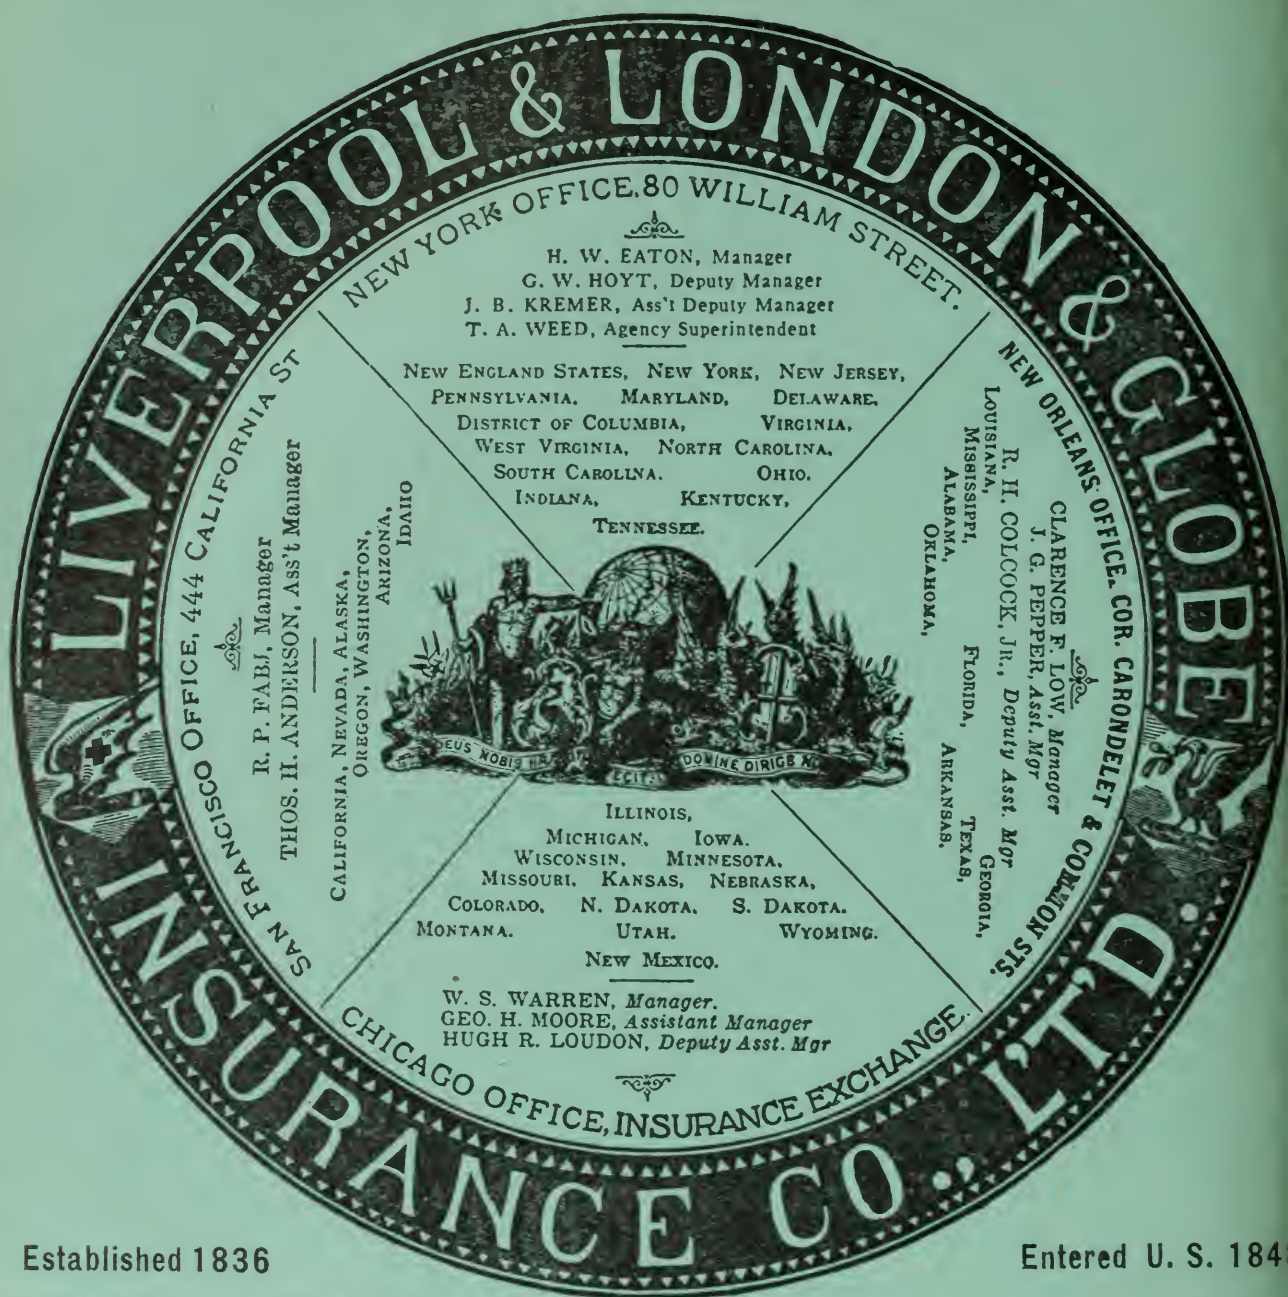 LIVERPOOL & LONDON & GLOBE
INSURANCE CO., L'T'D.
NEW YORK OFFICE. 80 WILLIAM STREET.
H. W. EATON, Manager
G. W. HOYT, Deputy Manager
J. B. KREMER, Ass't Deputy Manager
T. A. WEED, Agency Superintendent
NEW ENGLAND STATES, NEW YORK, NEW JERSEY,
PENNSYLVANIA. MARYLAND, DELAWARE,
DISTRICT OF COLUMBIA, VIRGINIA,
WEST VIRGINIA, NORTH CAROLINA,
SOUTH CAROLINA. OHIO.
INDIANA, KENTUCKY,
TENNESSEE.
NEW ORLEANS OFFICE. COR. CARONDELET & COMMON STS.
CLARENCE F. LOW, Manager
J. G. PEPPER, Asst. Mgr
R. H. COLCOCK, JR., Deputy Asst. Mgr
LOUISIANA, GEORGIA,
MISSISSIPPI, TEXAS,
ALABAMA, FLORIDA, ARKANSAS.
OKLAHOMA,
SAN FRANCISCO OFFICE, 444 CALIFORNIA ST
R. P. FABJ, Manager
THOS. H. ANDERSON, Ass't Manager
CALIFORNIA, NEVADA, ALASKA,
OREGON, WASHINGTON,
ARIZONA,
IDAHO
DEUS NOBIS DOMINE DIRIGE
ILLINOIS,
MICHIGAN, IOWA.
WISCONSIN, MINNESOTA,
MISSOURI, KANSAS, NEBRASKA,
COLORADO, N. DAKOTA. S. DAKOTA.
MONTANA. UTAH. WYOMING.
NEW MEXICO.
W. S. WARREN, Manager.
GEO. H. MOORE, Assistant Manager
HUGH R. LOUDON, Deputy Asst. Mgr
CHICAGO OFFICE, INSURANCE EXCHANGE.
Established 1836
Entered U. S. 184